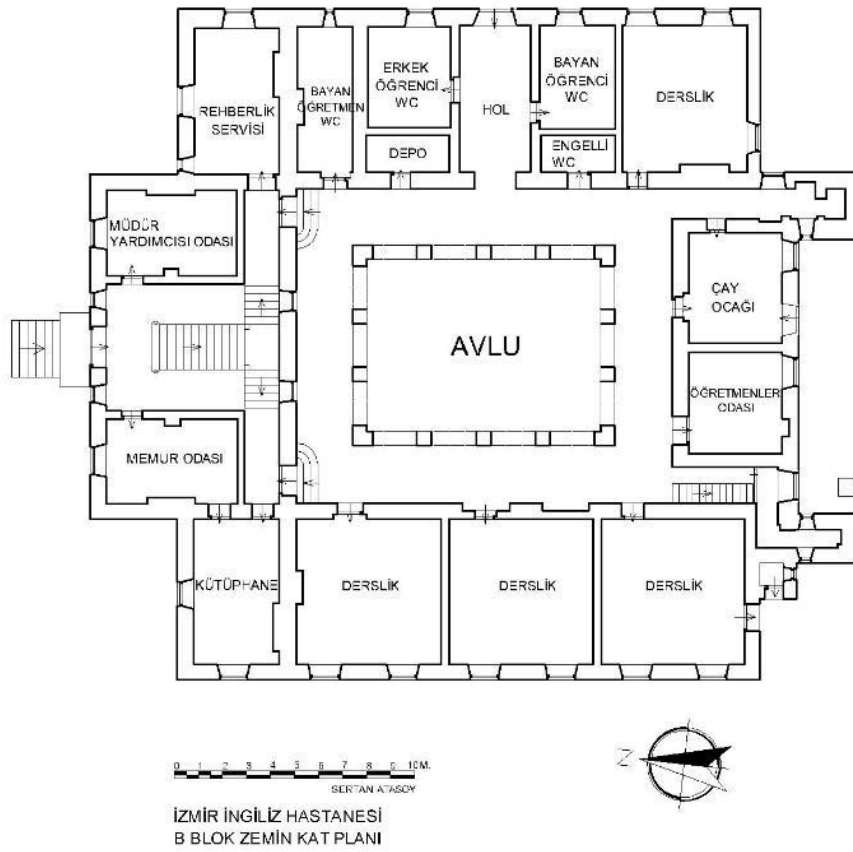 ERKEK
ÖĞRENCİ
WC
BAYAN
ÖĞRENCİ
WC
REHBERLİK
SERVİSİ
BAYAN
ÖĞRETMEN
WC
HOL
DERSLİK
DEPO
ENGELLİ
WC
MÜDÜR
YARDIMCISI ODASI
ÇAY
OCAĞI
AVLU
ÖĞRETMENLER
ODASI
MEMUR ODASI
KÜTÜPHANE
DERSLİK
DERSLİK
DERSLİK
0 1 2 3 4 5 6 7 8 9 10M.
SERTAN ATASOY
Z
İZMİR İNGİLİZ HASTANESİ
B BLOK ZEMİN KAT PLANI